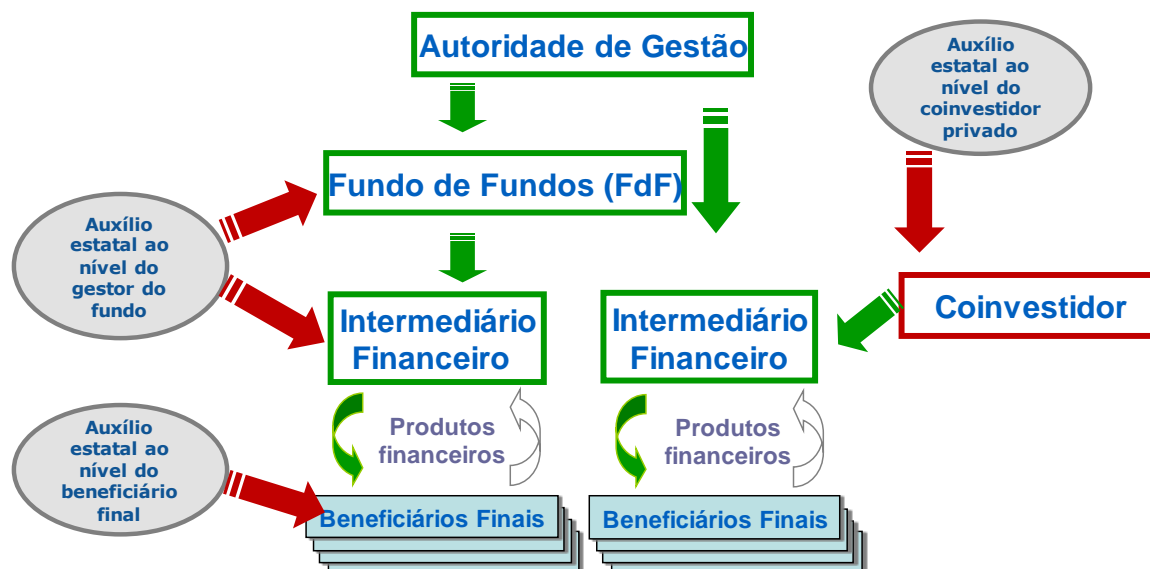 Autoridade de Gestão
Auxílio
estatal ao
nível do
coinvestidor
privado
Fundo de Fundos (FdF)
Auxílio
estatal ao
nível do
gestor do
fundo
Intermediário
Financeiro
Intermediário
Financeiro
Coinvestidor
Produtos
financeiros
Produtos
financeiros
Auxílio
estatal ao
nível do
beneficiário
final
Beneficiários Finais
Beneficiários Finais